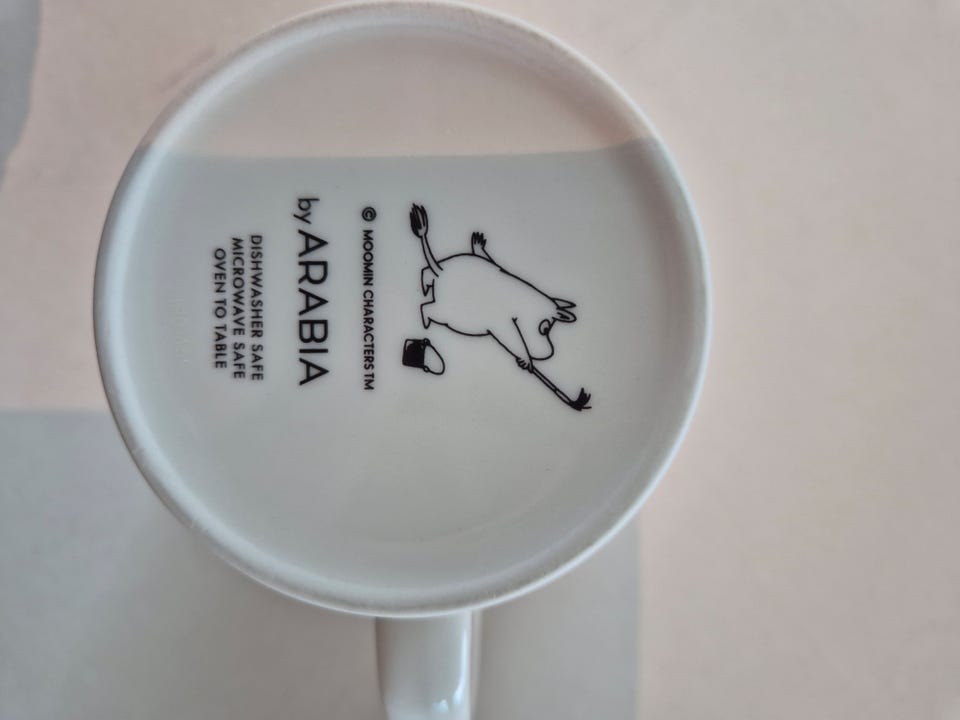 © MOOMIN CHARACTERS TM
by ARABIA
DISHWASHER SAFE
MICROWAVE SAFE
OVEN TO TABLE